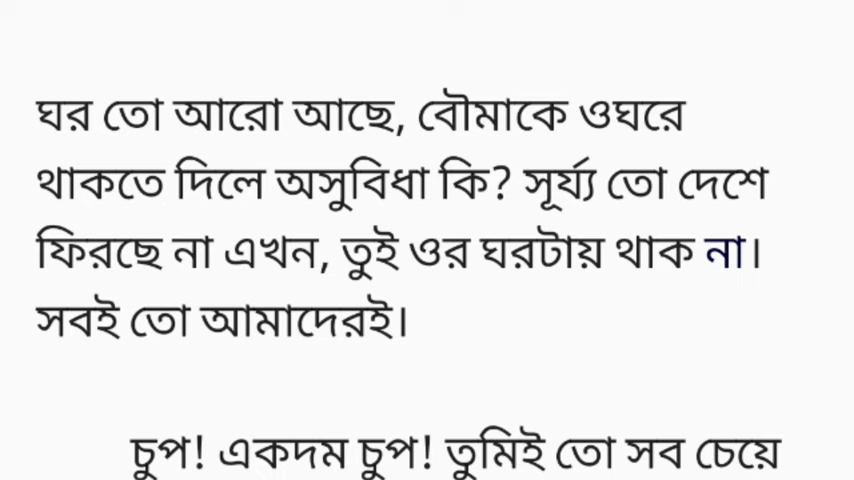 ঘর তো আরো আছে, বৌমাকে ওঘরে
থাকতে দিলে অসুবিধা কি? সূর্য্য তো দেশে
ফিরছে না এখন, তুই ওর ঘরটায় থাক না।
সবই তো আমাদেরই।
চুপ! একদম চুপ! তুমিই তো সব চেয়ে